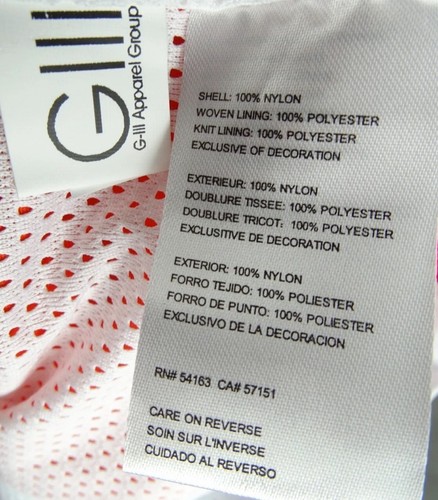 GIII
G-III Apparel Group
SHELL: 100% NYLON
WOVEN LINING: 100% POLYESTER
KNIT LINING: 100% POLYESTER
EXCLUSIVE OF DECORATION
EXTERIEUR: 100% NYLON
DOUBLURE TISSEE: 100% POLYESTER
DOUBLURE TRICOT: 100% POLYESTER
EXCLUSITIVE DE DECORATION
EXTERIOR: 100% NYLON
FORRO TEJIDO: 100% POLIESTER
FORRO DE PUNTO: 100% POLIESTER
EXCLUSIVO DE LA DECORACION
RN# 54163 CA# 57151
CARE ON REVERSE
SOIN SUR L'INVERSE
CUIDADO AL REVERSO